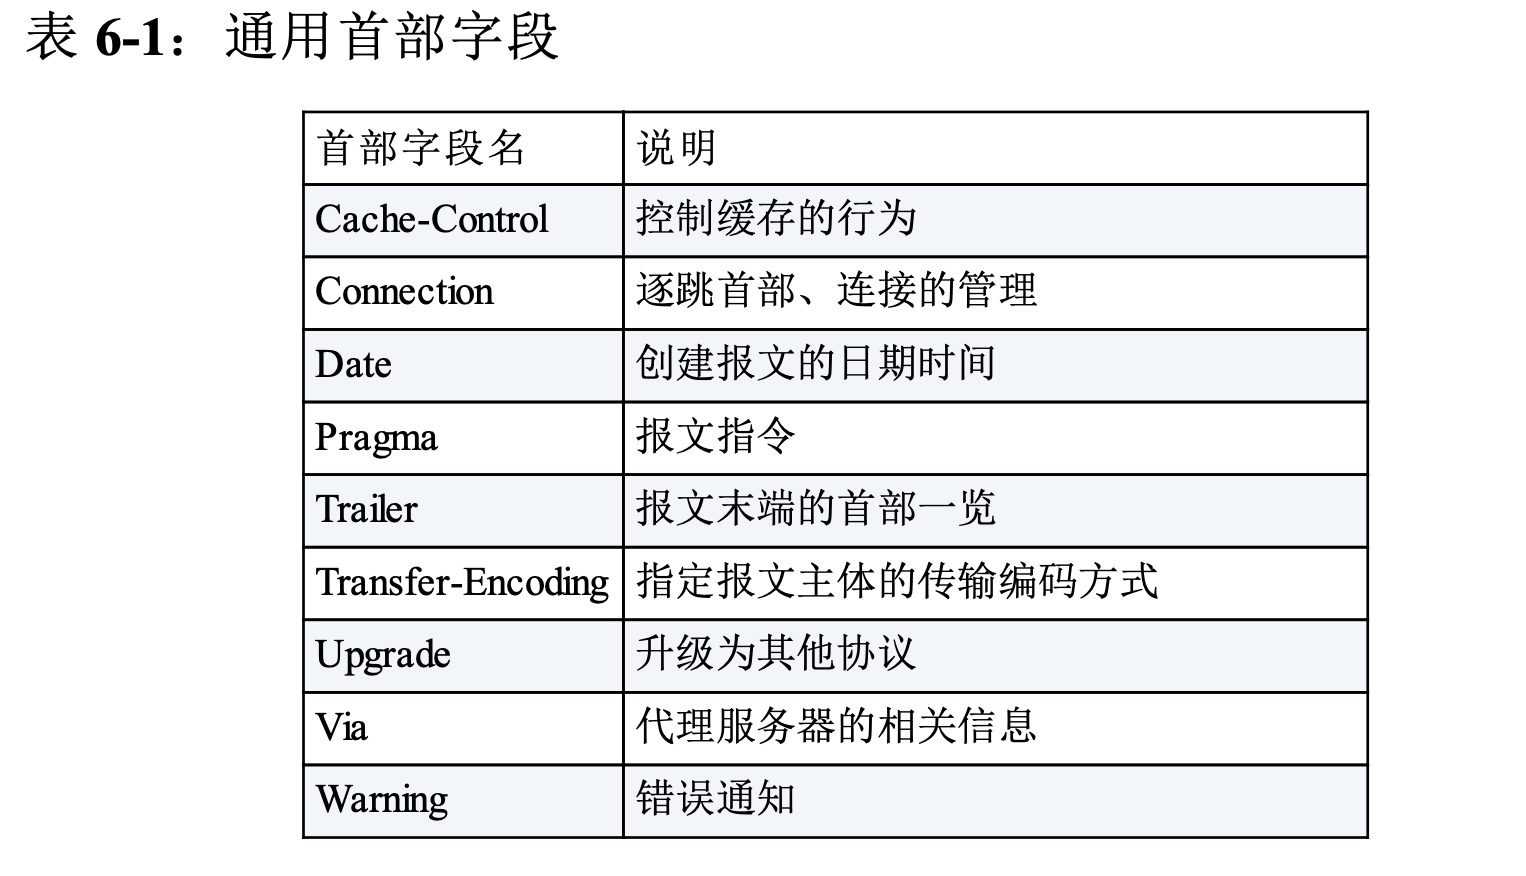 表 6-1：通用首部字段
首部字段名 说明
Cache-Control 控制缓存的行为
Connection 逐跳首部、连接的管理
Date 创建报文的日期时间
Pragma 报文指令
Trailer 报文末端的首部一览
Transfer-Encoding 指定报文主体的传输编码方式
Upgrade 升级为其他协议
Via 代理服务器的相关信息
Warning 错误通知